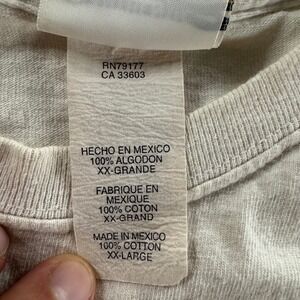 RN79177
CA 33603
HECHO EN MEXICO
100% ALGODON
XX-GRANDE
FABRIQUE EN
MEXIQUE
100% COTON
XX-GRAND
MADE IN MEXICO
100% COTTON
XX-LARGE